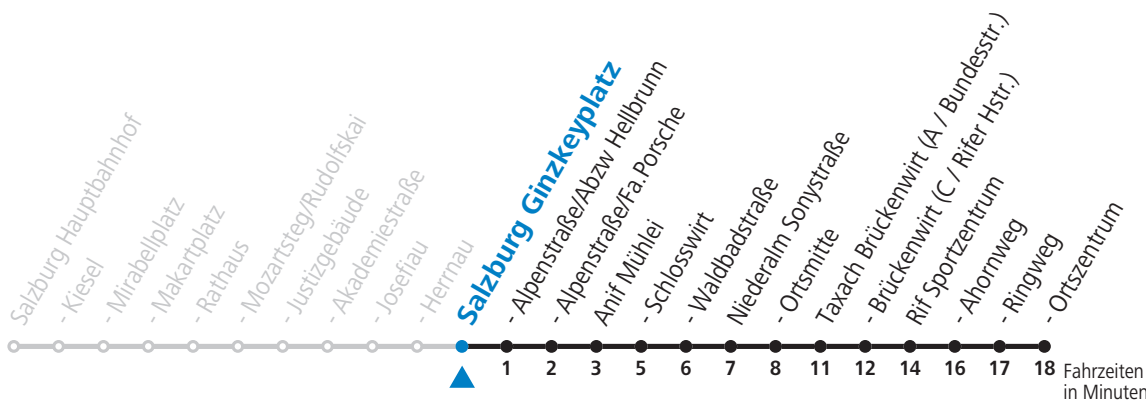 Salzburg Hauptbahnhof
- Kiesel
- Mirabellplatz
- Makartplatz
- Rathaus
- Mozartsteg/Rudolfskai
- Justizgebäude
- Akademiestraße
- Josefiau
- Herrnau
Salzburg Ginzkeyplatz
- Alpenstraße/Abzw Hellbrunn
- Alpenstraße/Fa.Porsche
Anif Mühlei
- Schlosswirt
- Waldbadstraße
Niederalm Sonystraße
- Ortsmitte
Taxach Brückenwirt (A / Bundesstr.)
- Brückenwirt (C / Rifer Hstr.)
Rif Sportzentrum
- Ahornweg
- Ringweg
- Ortszentrum
1 2 3 5 6 7 8 11 12 14 16 17 18 Fahrzeiten
in Minuten